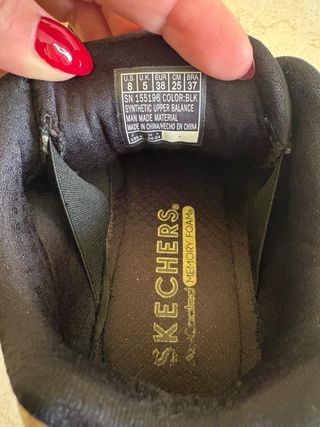 U.S. U.K. EUR CM BRA
8 5 38 25 37
SN 155196 COLOR:BLK
SYNTHETIC UPPER BALANCE
MAN MADE MATERIAL
MADE IN CHINA/HECHO EN CHINA
SKECHERS®
Air-Cooled MEMORY FOAM®